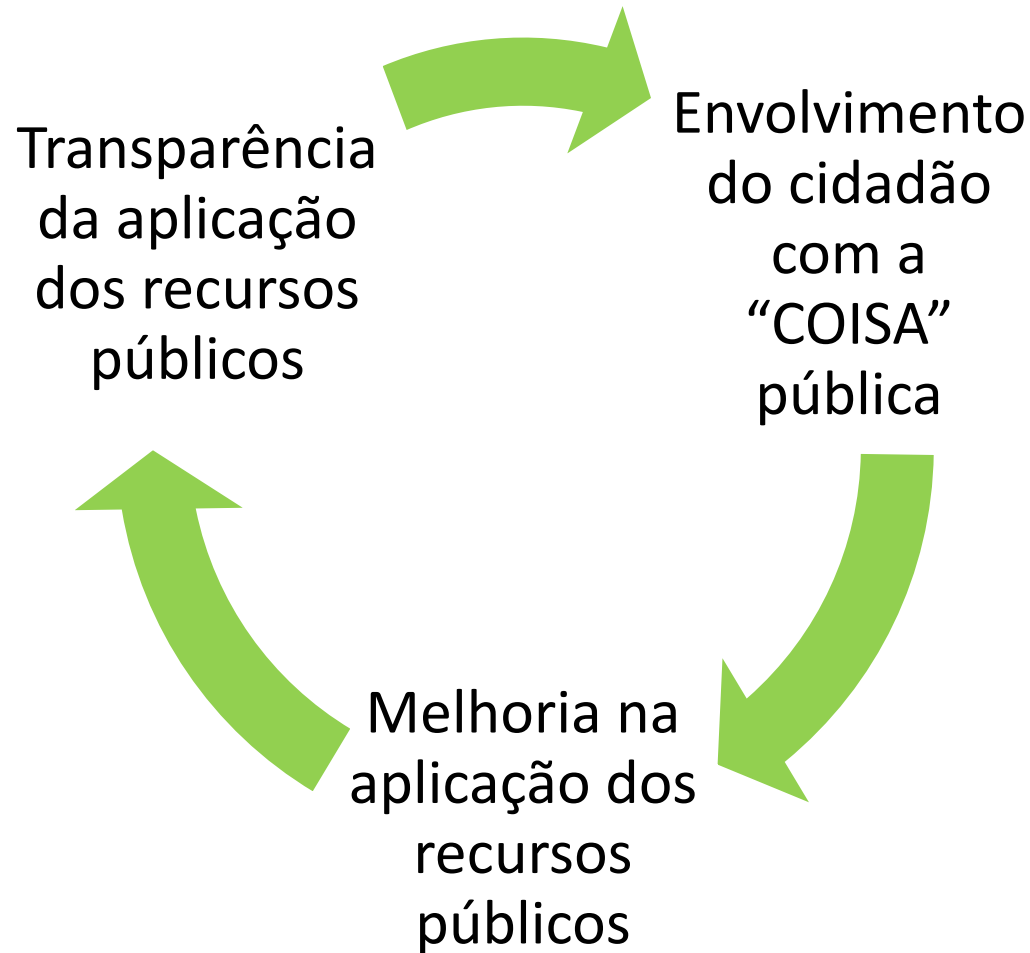 Transparência
da aplicação
dos recursos
públicos
Envolvimento
do cidadão
com a
“COISA”
pública
Melhoria na
aplicação dos
recursos
públicos